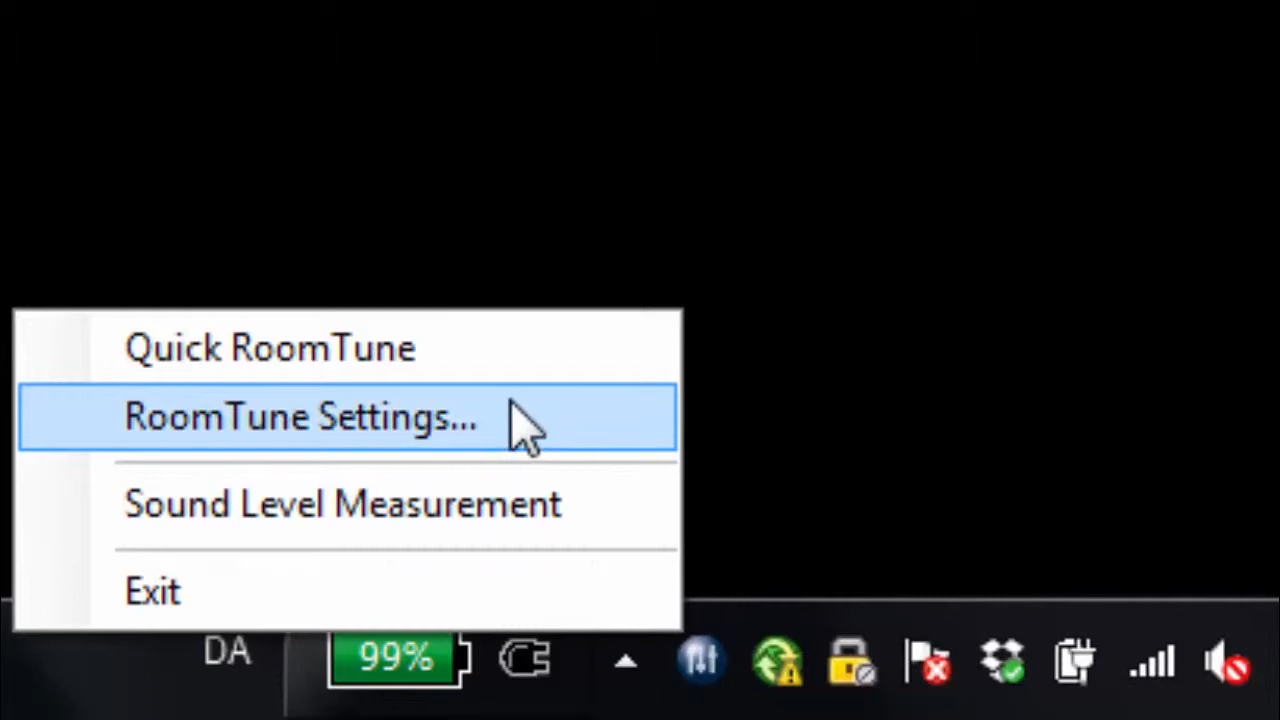 Quick RoomTune
RoomTune Settings...
Sound Level Measurement
Exit
DA
99%